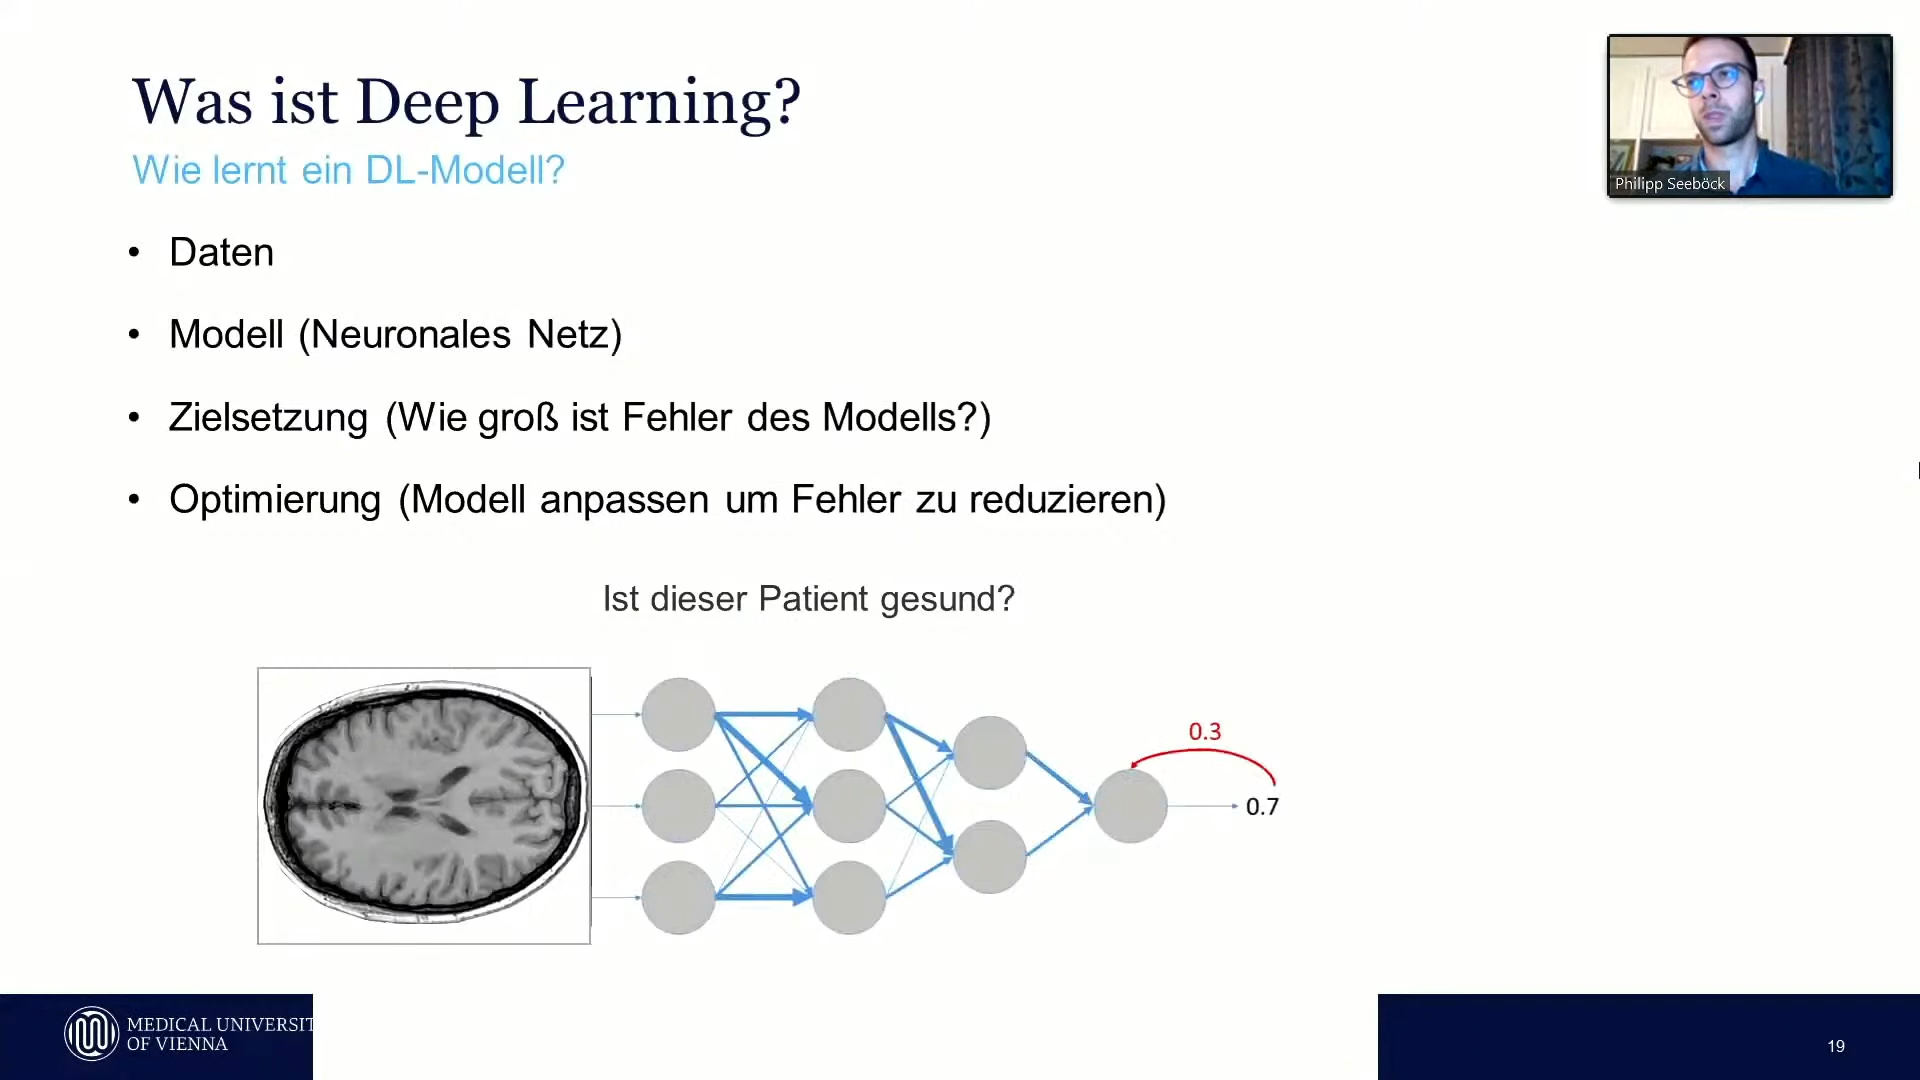 Was ist Deep Learning?
Wie lernt ein DL-Modell?
Philipp Seeböck
• Daten
• Modell (Neuronales Netz)
• Zielsetzung (Wie groß ist Fehler des Modells?)
• Optimierung (Modell anpassen um Fehler zu reduzieren)
Ist dieser Patient gesund?
0.3
0.7
MEDICAL UNIVERSIT
OF VIENNA
19